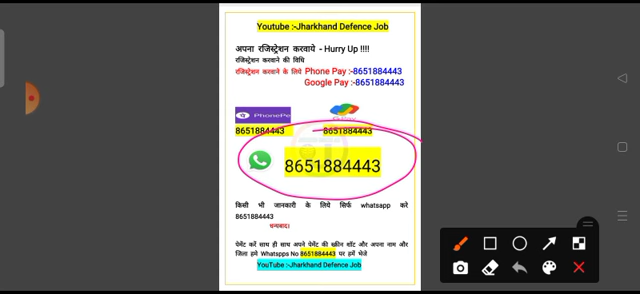 Youtube :-Jharkhand Defence Job
अपना रजिस्ट्रेशन करवाये - Hurry Up !!!!
रजिस्ट्रेशन करवाने की विधि
रजिस्ट्रेशन करवाने के लिये Phone Pay :-8651884443
Google Pay :-8651884443
PhonePe
8651884443 8651884443
8651884443
किसी भी जानकारी के लिये सिर्फ whatsapp करे
8651884443
धन्यवाद)
पेमेंट करें साथ ही साथ अपने पेमेंट की स्क्रीन शॉट और अपना नाम और
जिला हमे Whatspps No 8651884443 पर हमें भेजे
YouTube :-Jharkhand Defence Job